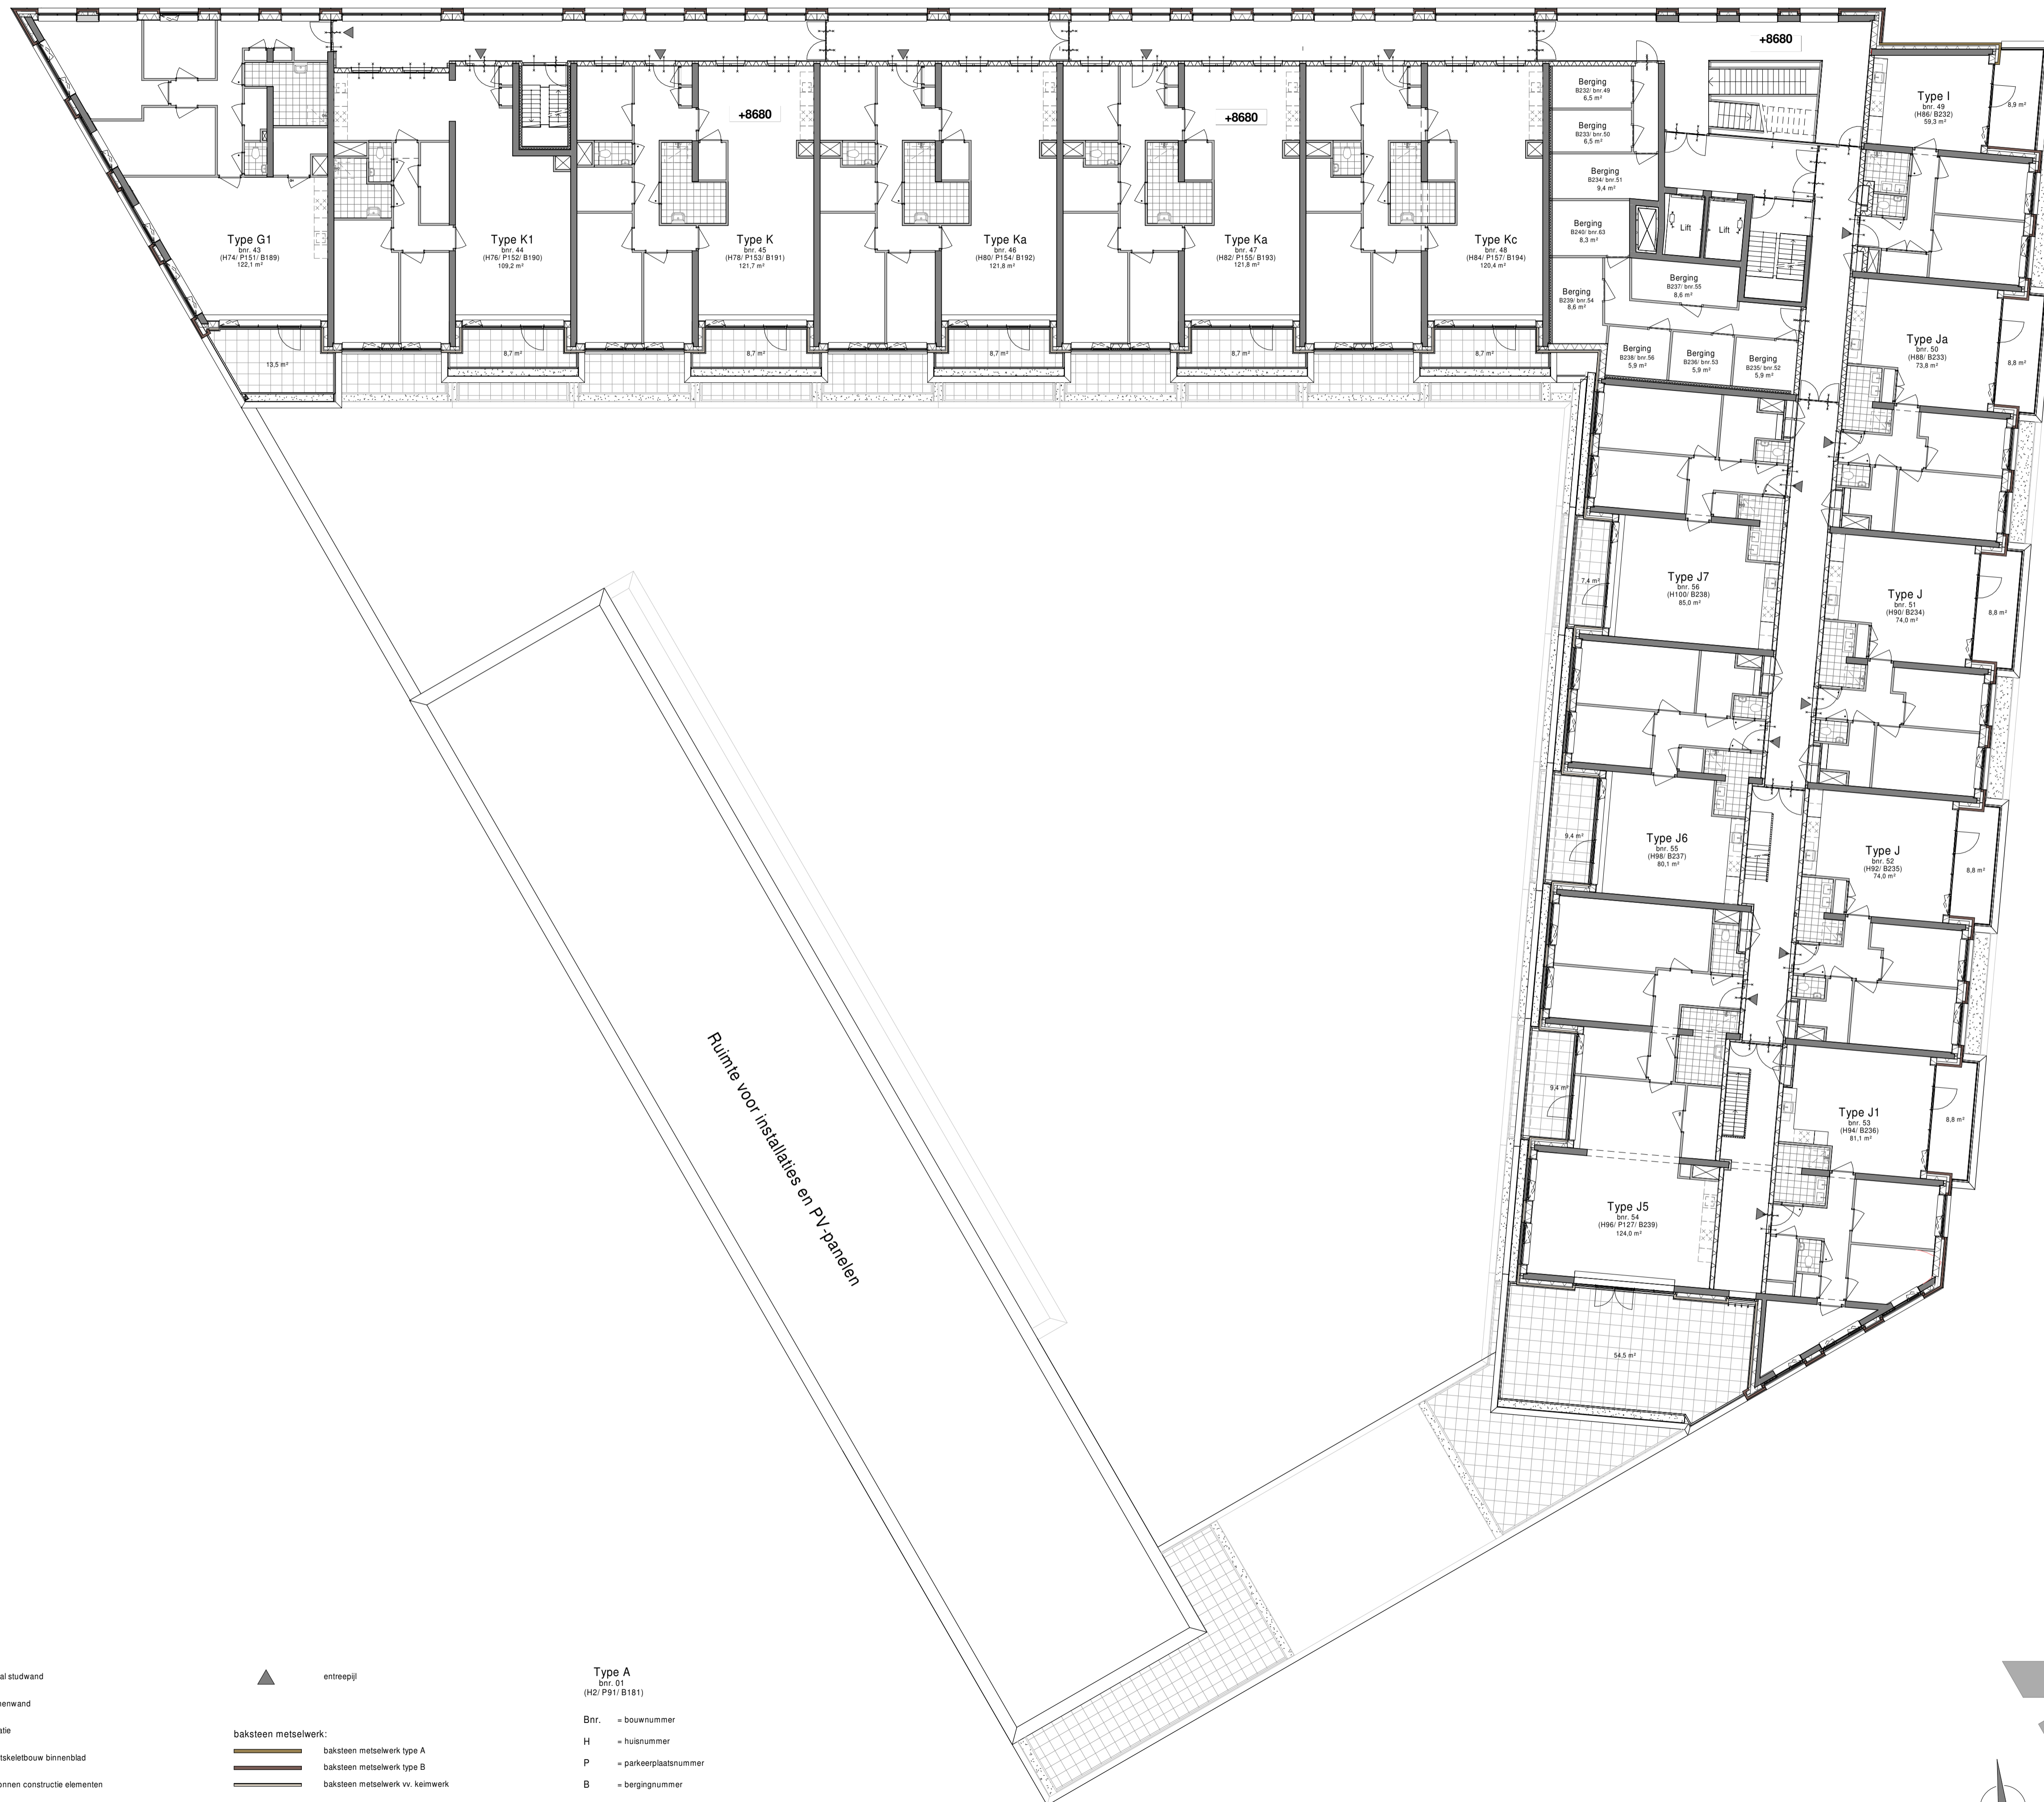 +8680
+8680
+8680
Type G1
bnr. 43
(H74/ P151/ B189)
122,1 m²
13,5 m²
Type K1
bnr. 44
(H76/ P152/ B190)
109,2 m²
8,7 m²
Type K
bnr. 45
(H78/ P153/ B191)
121,7 m²
8,7 m²
Type Ka
bnr. 46
(H80/ P154/ B192)
121,8 m²
8,7 m²
Type Ka
bnr. 47
(H82/ P155/ B193)
121,8 m²
8,7 m²
Type Kc
bnr. 48
(H84/ P157/ B194)
120,4 m²
8,7 m²
Berging
B232/ bnr.49
6,5 m²
Berging
B233/ bnr.50
6,5 m²
Berging
B234/ bnr.51
9,4 m²
Berging
B240/ bnr.63
8,3 m²
Lift
Lift
Berging
B239/ bnr.54
8,6 m²
Berging
B237/ bnr.55
8,6 m²
Berging
B238/ bnr.56
5,9 m²
Berging
B236/ bnr.53
5,9 m²
Berging
B235/ bnr.52
5,9 m²
Type I
bnr. 49
(H86/ B232)
59,3 m²
8,9 m²
Type Ja
bnr. 50
(H88/ B233)
73,8 m²
8,8 m²
Type J7
bnr. 56
(H100/ B238)
85,0 m²
7,4 m²
Type J
bnr. 51
(H90/ B234)
74,0 m²
8,8 m²
Type J6
bnr. 55
(H98/ B237)
80,1 m²
9,4 m²
Type J
bnr. 52
(H92/ B235)
74,0 m²
8,8 m²
9,4 m²
Type J1
bnr. 53
(H94/ B236)
81,1 m²
8,8 m²
Type J5
bnr. 54
(H96/ P127/ B239)
124,0 m²
54,5 m²
Ruimte voor installaties en PV-panelen
al studwand
enwand
atie
tskeletbouw binnenblad
onnen constructie elementen
entreepijl
baksteen metselwerk:
baksteen metselwerk type A
baksteen metselwerk type B
baksteen metselwerk vv. keimwerk
Type A
bnr. 01
(H2/ P91/ B181)
Bnr. = bouwnummer
H = huisnummer
P = parkeerplaatsnummer
B = bergingnummer